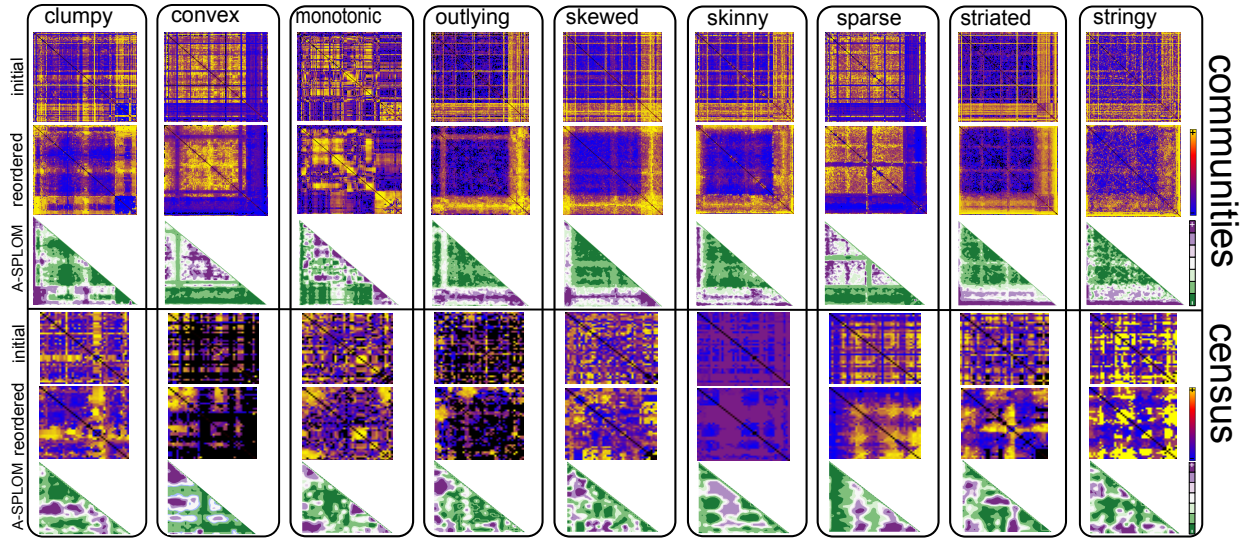 clumpy convex monotonic outlying skewed skinny sparse striated stringy
initial
reordered
A-SPLOM
communities
initial
reordered
A-SPLOM
census